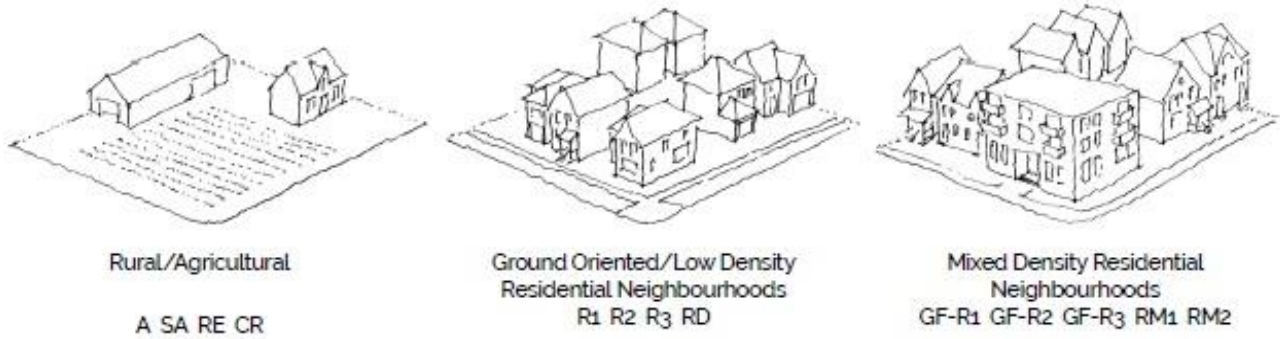 Rural/Agricultural
A SA RE CR
Ground Oriented/Low Density
Residential Neighbourhoods
R1 R2 R3 RD
Mixed Density Residential
Neighbourhoods
GF-R1 GF-R2 GF-R3 RM1 RM2